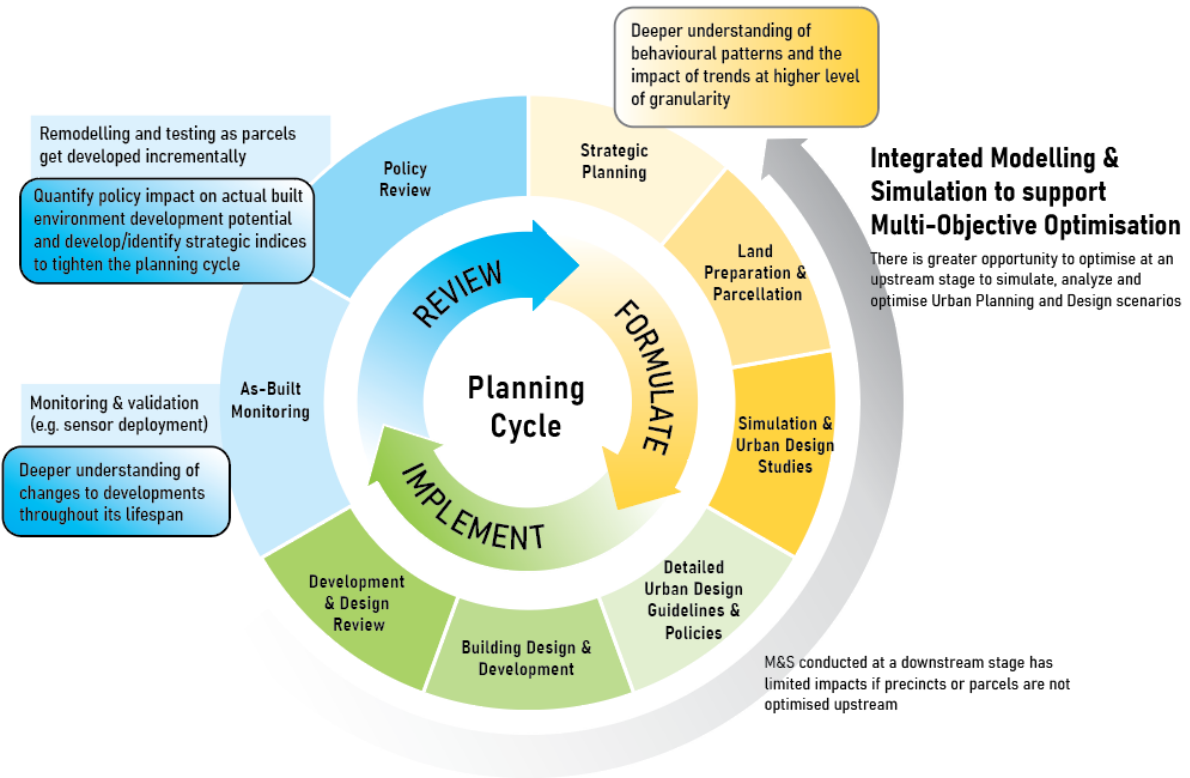 Deeper understanding of
behavioural patterns and the
impact of trends at higher level
of granularity
Remodelling and testing as parcels
get developed incrementally
Quantify policy impact on actual built
environment development potential
and develop/identify strategic indices
to tighten the planning cycle
Policy
Review
Strategic
Planning
Integrated Modelling &
Simulation to support
Multi-Objective Optimisation
There is greater opportunity to optimise at an
upstream stage to simulate, analyze and
optimise Urban Planning and Design scenarios
Land
Preparation &
Parcellation
REVIEW
FORMULATE
IMPLEMENT
Planning
Cycle
As-Built
Monitoring
Monitoring & validation
(e.g. sensor deployment)
Deeper understanding of
changes to developments
throughout its lifespan
Simulation &
Urban Design
Studies
Detailed
Urban Design
Guidelines &
Policies
Development
& Design
Review
Building Design &
Development
M&S conducted at a downstream stage has
limited impacts if precincts or parcels are not
optimised upstream